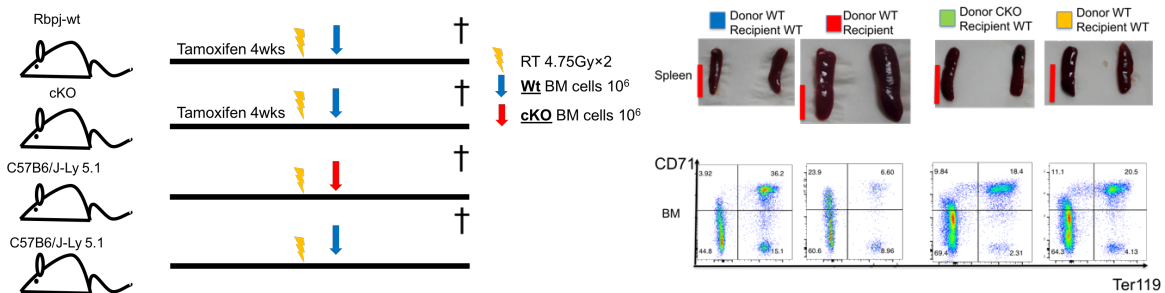 Rbpj-wt
Tamoxifen 4wks
cKO
Tamoxifen 4wks
C57B6/J-Ly 5.1
C57B6/J-Ly 5.1
RT 4.75Gy×2
Wt BM cells 10⁶
cKO BM cells 10⁶
Donor WT
Recipient WT
Donor WT
Recipient
Donor CKO
Recipient WT
Donor WT
Recipient WT
Spleen
CD71
BM
3.92 36.2
44.8 15.1
23.9 6.60
60.6 8.96
9.84 18.4
69.4 2.31
11.1 20.5
64.3 4.13
Ter119